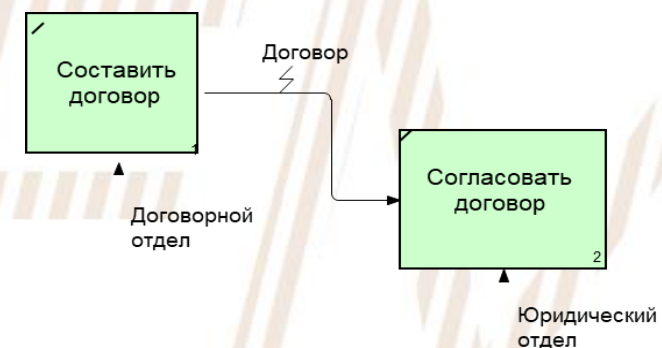 Составить
договор
1
Договор
Договорной
отдел
Согласовать
договор
2
Юридический
отдел